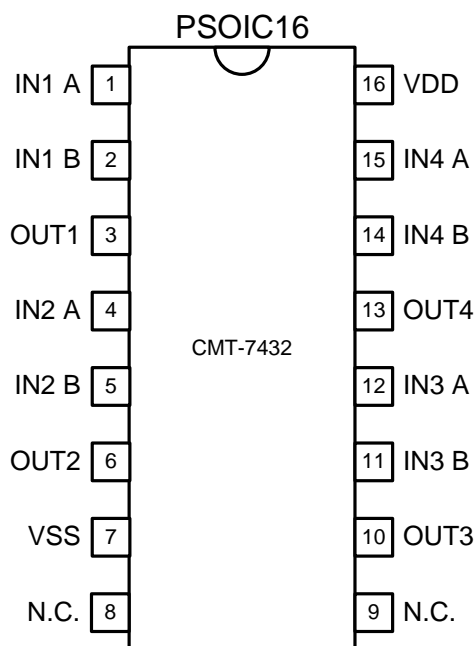 PSOIC16
IN1 A 1 16 VDD
IN1 B 2 15 IN4 A
OUT1 3 14 IN4 B
IN2 A 4 13 OUT4
CMT-7432
IN2 B 5 12 IN3 A
OUT2 6 11 IN3 B
VSS 7 10 OUT3
N.C. 8 9 N.C.